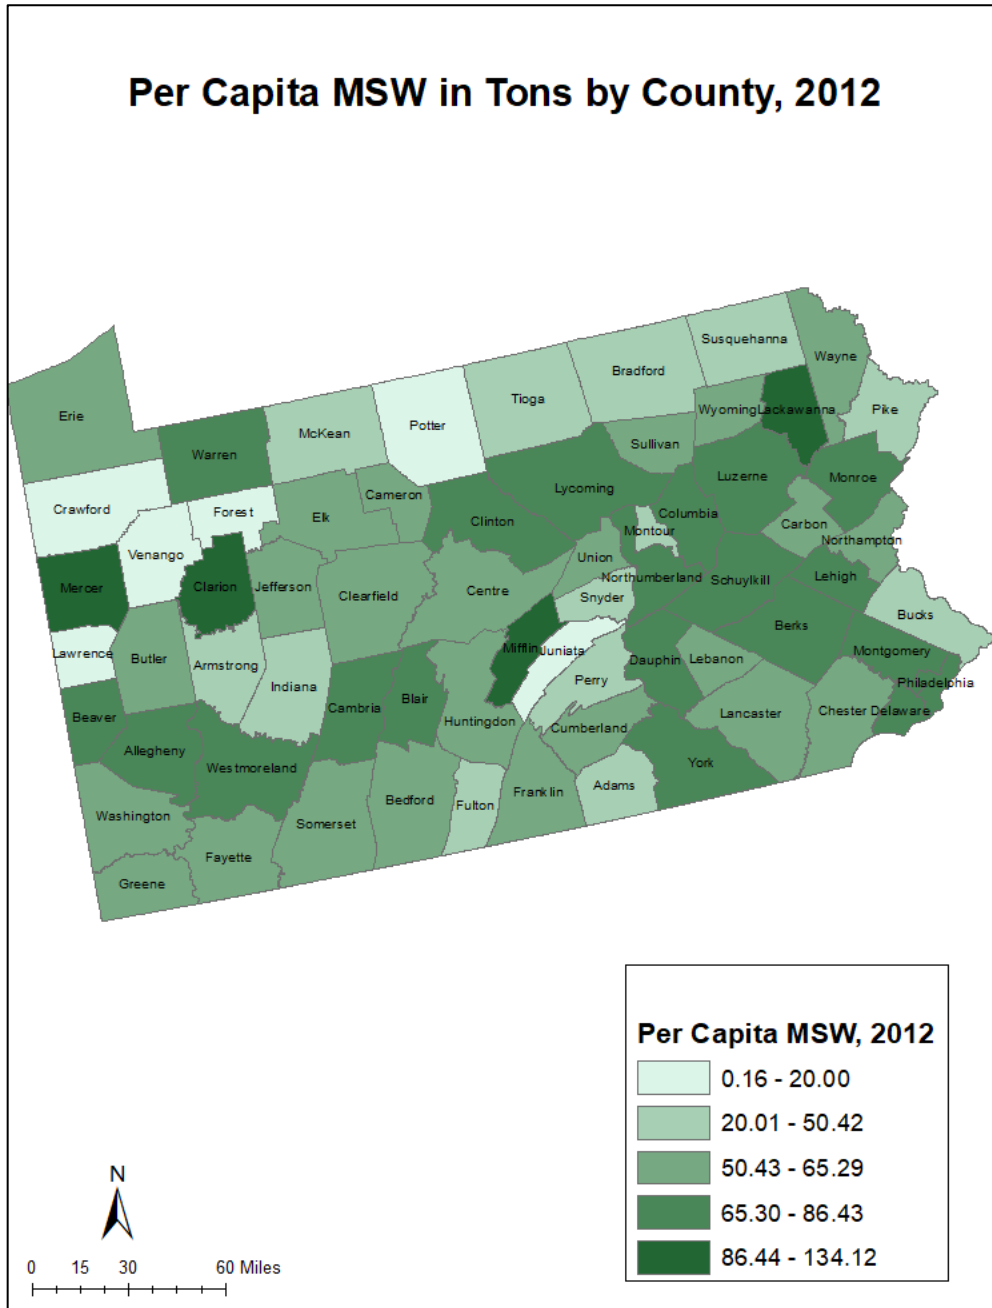 Per Capita MSW in Tons by County, 2012
Susquehanna
Wayne
Bradford
Tioga
Erie
McKean
Potter
Wyoming
Lackawanna
Pike
Warren
Sullivan
Cameron
Lycoming
Luzerne
Monroe
Crawford
Forest
Elk
Clinton
Columbia
Carbon
Venango
Montour
Northampton
Union
Mercer
Clarion
Jefferson
Clearfield
Centre
Northumberland
Schuylkill
Lehigh
Snyder
Bucks
Berks
Lawrence
Butler
Armstrong
Mifflin
Juniata
Montgomery
Dauphin
Lebanon
Indiana
Perry
Philadelphia
Beaver
Cambria
Blair
Huntingdon
Cumberland
Lancaster
Chester
Delaware
Allegheny
Westmoreland
York
Washington
Somerset
Bedford
Fulton
Franklin
Adams
Fayette
Greene
Per Capita MSW, 2012
0.16 - 20.00
20.01 - 50.42
50.43 - 65.29
65.30 - 86.43
86.44 - 134.12
N
0 15 30 60 Miles